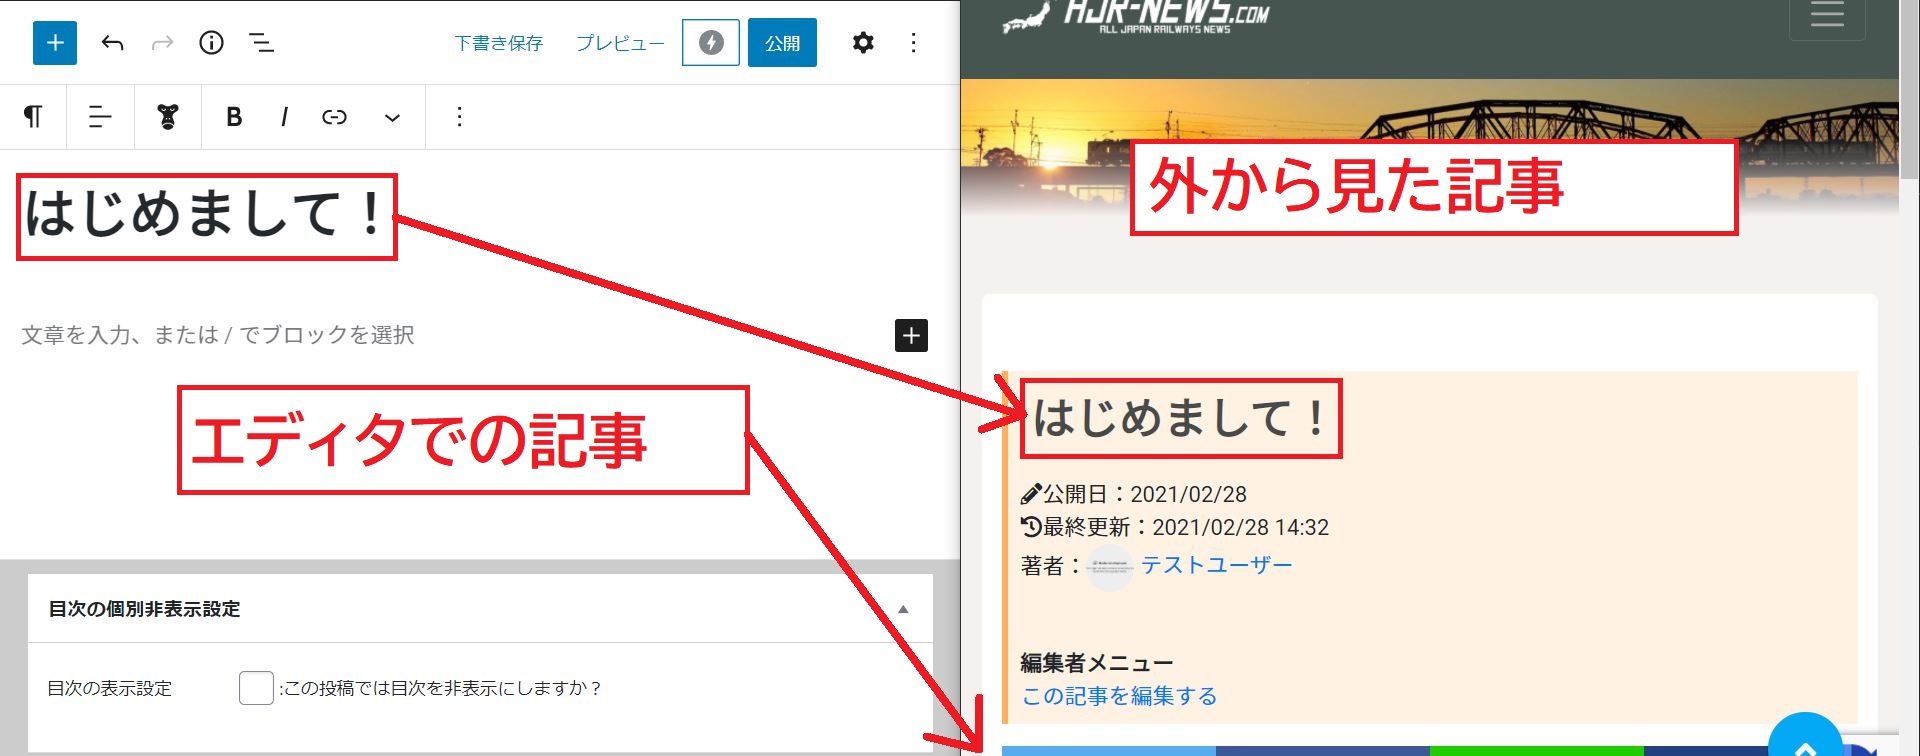 下書き保存
プレビュー
公開
B
I
はじめまして！
文章を入力、または / でブロックを選択
エディタでの記事
目次の個別非表示設定
目次の表示設定
:この投稿では目次を非表示にしますか？
AJR-NEWS.COM
ALL JAPAN RAILWAYS NEWS
外から見た記事
はじめまして！
公開日：2021/02/28
最終更新：2021/02/28 14:32
著者： テストユーザー
編集者メニュー
この記事を編集する